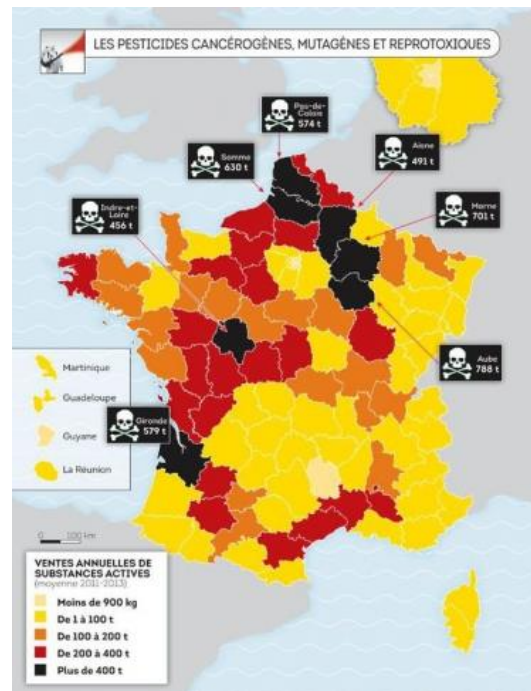 LES PESTICIDES CANCÉROGÈNES, MUTAGÈNES ET REPROTOXIQUES
Pas-de-
Calais
574 t
Somme
630 t
Aisne
491 t
Indre-et-
Loire
456 t
Marne
701 t
Aube
788 t
Martinique
Guadeloupe
Guyane
La Réunion
Gironde
579 t
0 100 km
VENTES ANNUELLES DE
SUBSTANCES ACTIVES
(moyenne 2011-2013)
Moins de 900 kg
De 1 à 100 t
De 100 à 200 t
De 200 à 400 t
Plus de 400 t